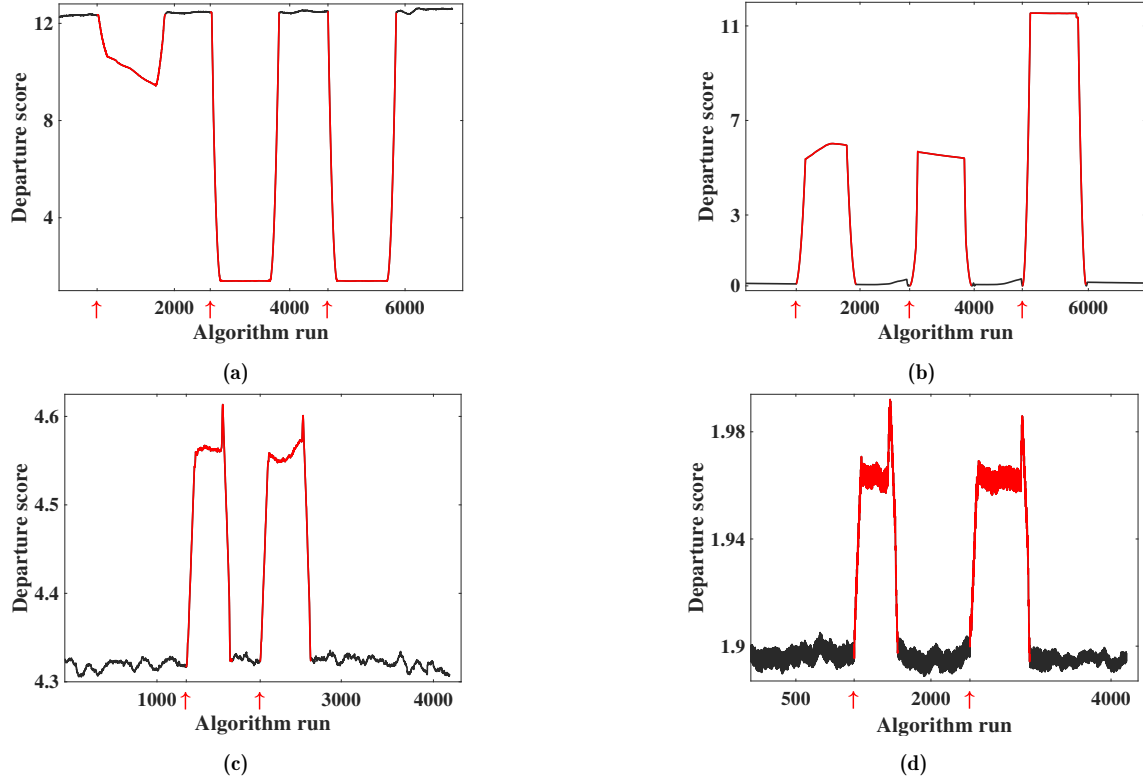 12
8
4
Departure score
2000 4000 6000
↑ ↑ ↑
Algorithm run
(a)
11
7
3
0
Departure score
2000 4000 6000
↑ ↑ ↑
Algorithm run
(b)
4.6
4.5
4.4
4.3
Departure score
1000 3000 4000
↑ ↑
Algorithm run
(c)
1.98
1.94
1.9
Departure score
500 2000 4000
↑ ↑
Algorithm run
(d)